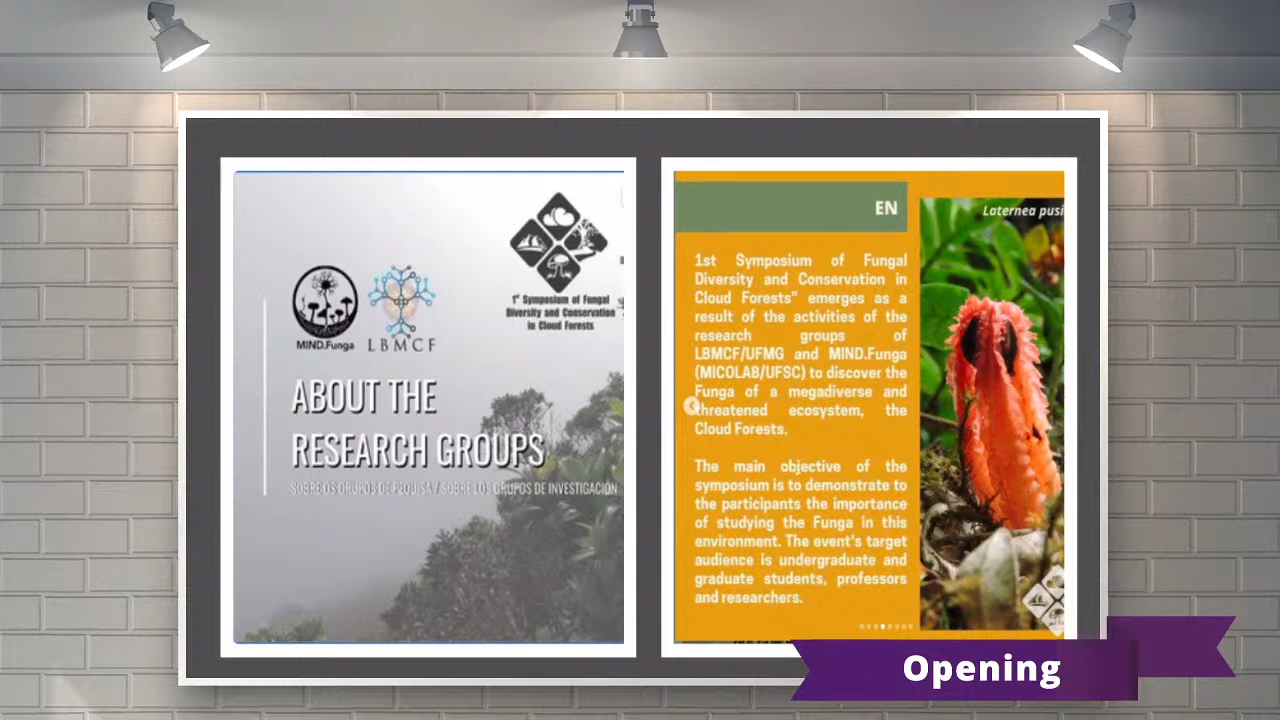 MIND.Funga
LBMCF
1º Symposium of Fungal
Diversity and Conservation
in Cloud Forests
ABOUT THE
RESEARCH GROUPS
SOBRE OS GRUPOS DE PEQUISA / SOBRE LOS GRUPOS DE INVESTIGACIÓN
EN
Laternea pusi
1st Symposium of Fungal
Diversity and Conservation in
Cloud Forests" emerges as a
result of the activities of the
research groups of
LBMCF/UFMG and MIND.Funga
(MICOLAB/UFSC) to discover the
Funga of a megadiverse and
threatened ecosystem, the
Cloud Forests.
The main objective of the
symposium is to demonstrate to
the participants the importance
of studying the Funga in this
environment. The event's target
audience is undergraduate and
graduate students, professors
and researchers.
Opening